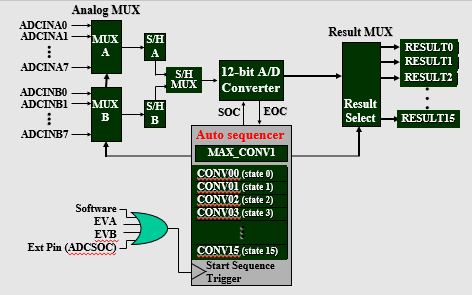 Analog MUX
Result MUX
ADCINA0
ADCINA1
ADCINA7
MUX
A
S/H
A
ADCINB0
ADCINB1
ADCINB7
MUX
B
S/H
B
S/H
MUX
12-bit A/D
Converter
SOC
EOC
Result
Select
RESULT0
RESULT1
RESULT2
RESULT15
Auto sequencer
MAX_CONV1
CONV00 (state 0)
CONV01 (state 1)
CONV02 (state 2)
CONV03 (state 3)
CONV15 (state 15)
Software
EVA
EVB
Ext Pin (ADCSOC)
Start Sequence
Trigger